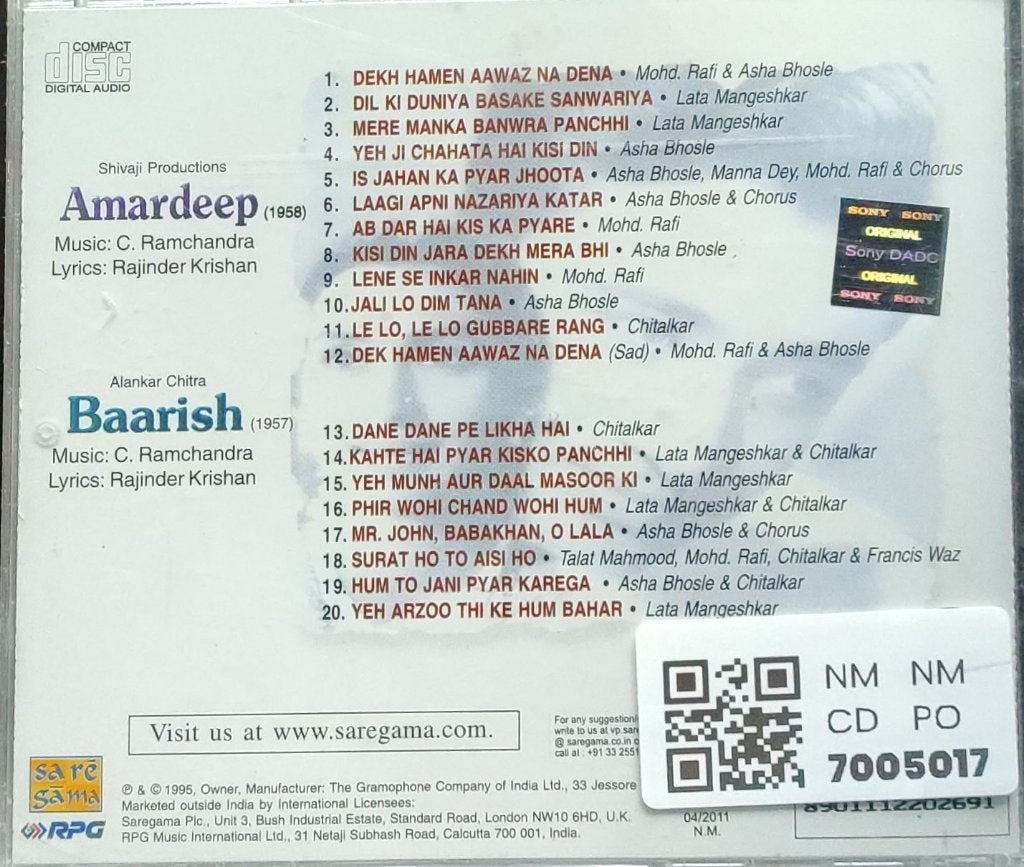 COMPACT
disc
DIGITAL AUDIO
Shivaji Productions
Amardeep (1958)
Music: C. Ramchandra
Lyrics: Rajinder Krishan
1. DEKH HAMEN AAWAZ NA DENA • Mohd. Rafi & Asha Bhosle
2. DIL KI DUNIYA BASAKE SANWARIYA • Lata Mangeshkar
3. MERE MANKA BANWRA PANCHHI • Lata Mangeshkar
4. YEH JI CHAHATA HAI KISI DIN • Asha Bhosle
5. IS JAHAN KA PYAR JHOOTA • Asha Bhosle, Manna Dey, Mohd. Rafi & Chorus
6. LAAGI APNI NAZARIYA KATAR • Asha Bhosle & Chorus
7. AB DAR HAI KIS KA PYARE • Mohd. Rafi
8. KISI DIN JARA DEKH MERA BHI • Asha Bhosle
9. LENE SE INKAR NAHIN • Mohd. Rafi
10. JALI LO DIM TANA • Asha Bhosle
11. LE LO, LE LO GUBBARE RANG • Chitalkar
12. DEK HAMEN AAWAZ NA DENA (Sad) • Mohd. Rafi & Asha Bhosle
SONY SONY
ORIGINAL
Sony DADC
ORIGINAL
SONY SONY
Alankar Chitra
Baarish (1957)
Music: C. Ramchandra
Lyrics: Rajinder Krishan
13. DANE DANE PE LIKHA HAI • Chitalkar
14. KAHTE HAI PYAR KISKO PANCHHI • Lata Mangeshkar & Chitalkar
15. YEH MUNH AUR DAAL MASOOR KI • Lata Mangeshkar
16. PHIR WOHI CHAND WOHI HUM • Lata Mangeshkar & Chitalkar
17. MR. JOHN, BABAKHAN, O LALA • Asha Bhosle & Chorus
18. SURAT HO TO AISI HO • Talat Mahmood, Mohd. Rafi, Chitalkar & Francis Waz
19. HUM TO JANI PYAR KAREGA • Asha Bhosle & Chitalkar
20. YEH ARZOO THI KE HUM BAHAR • Lata Mangeshkar
Visit us at www.saregama.com.
For any suggestion
write to us at vp.sar
@ saregama.co.in o
call at : +91 33 2551
NM NM
CD PO
7005017
8901112202691
sa rē
gāma
RPG
℗ & © 1995, Owner, Manufacturer: The Gramophone Company of India Ltd., 33 Jessore
Marketed outside India by International Licensees:
Saregama Plc., Unit 3, Bush Industrial Estate, Standard Road, London NW10 6HD, U.K.
RPG Music International Ltd., 31 Netaji Subhash Road, Calcutta 700 001, India.
04/2011
N.M.